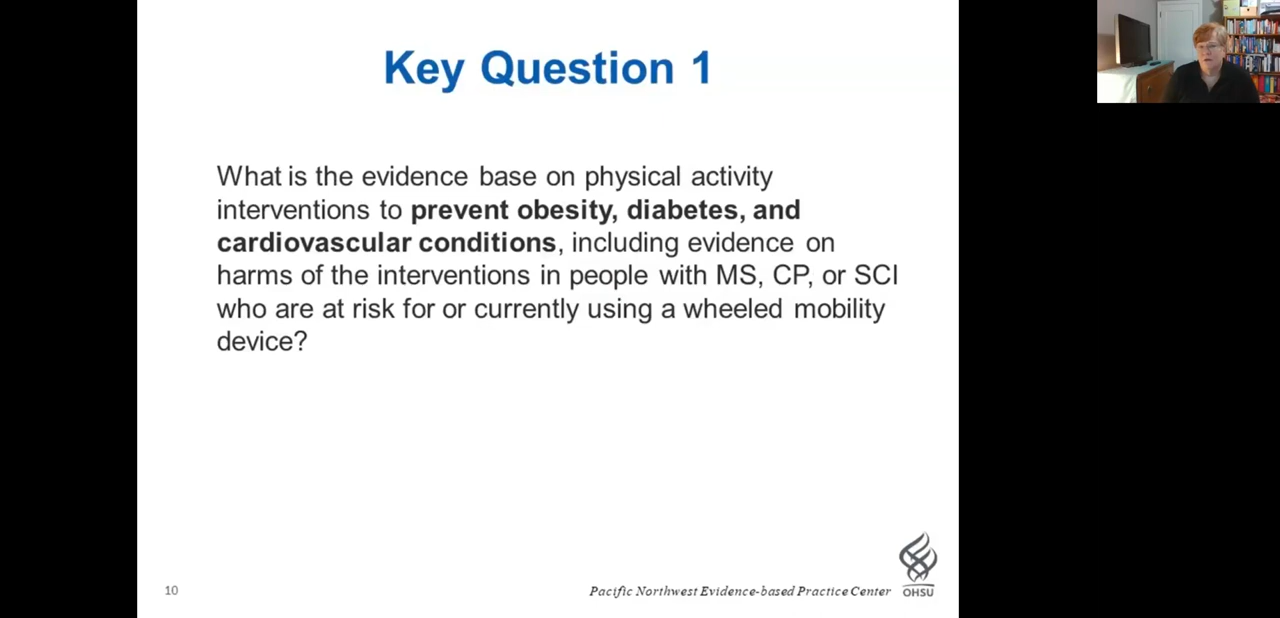 Key Question 1
What is the evidence base on physical activity
interventions to prevent obesity, diabetes, and
cardiovascular conditions, including evidence on
harms of the interventions in people with MS, CP, or SCI
who are at risk for or currently using a wheeled mobility
device?
10
Pacific Northwest Evidence-based Practice Center
OHSU